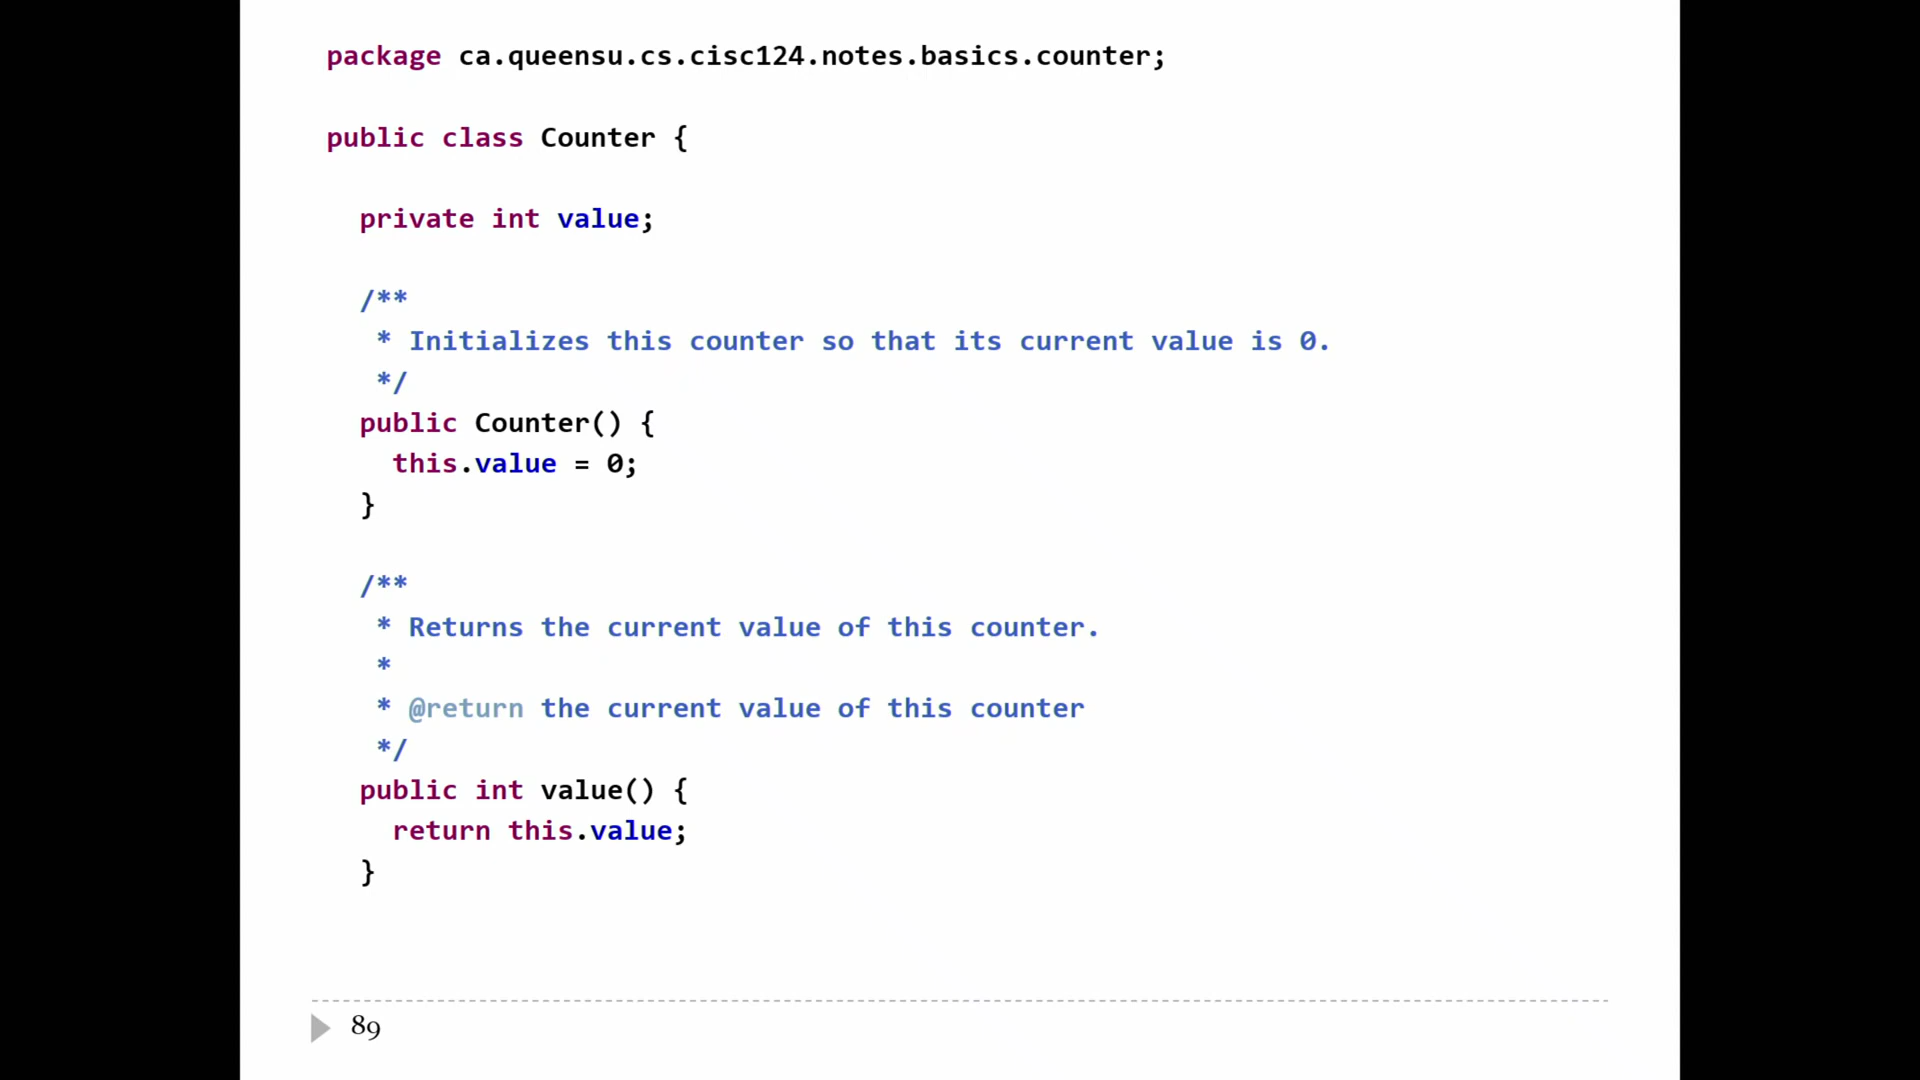 package ca.queensu.cs.cisc124.notes.basics.counter;
public class Counter {
private int value;
/**
* Initializes this counter so that its current value is 0.
*/
public Counter() {
this.value = 0;
}
/**
* Returns the current value of this counter.
*
* @return the current value of this counter
*/
public int value() {
return this.value;
}
89